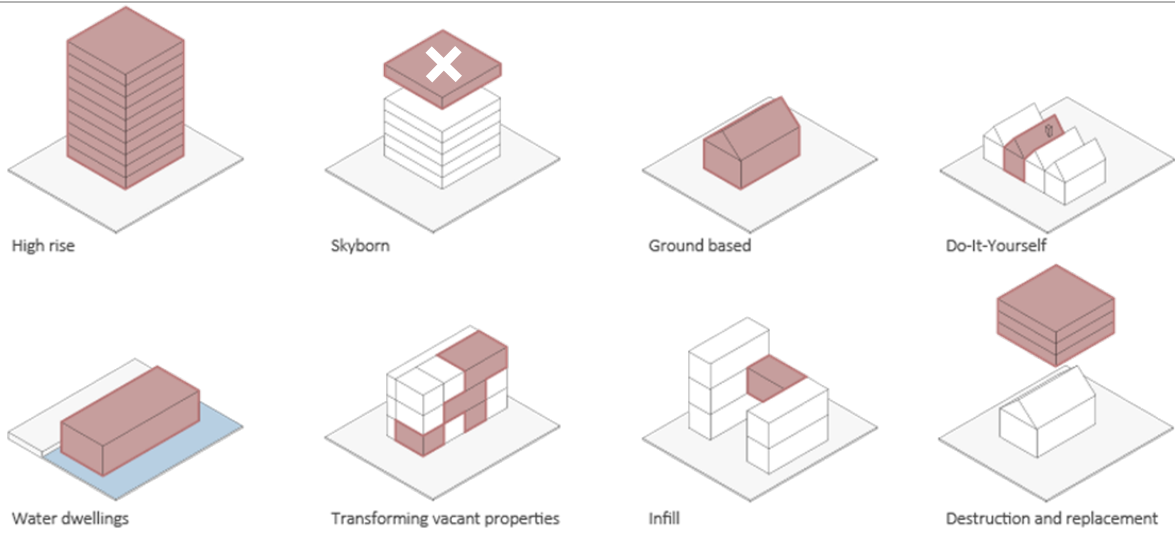 High rise
Skyborn
Ground based
Do-It-Yourself
Water dwellings
Transforming vacant properties
Infill
Destruction and replacement